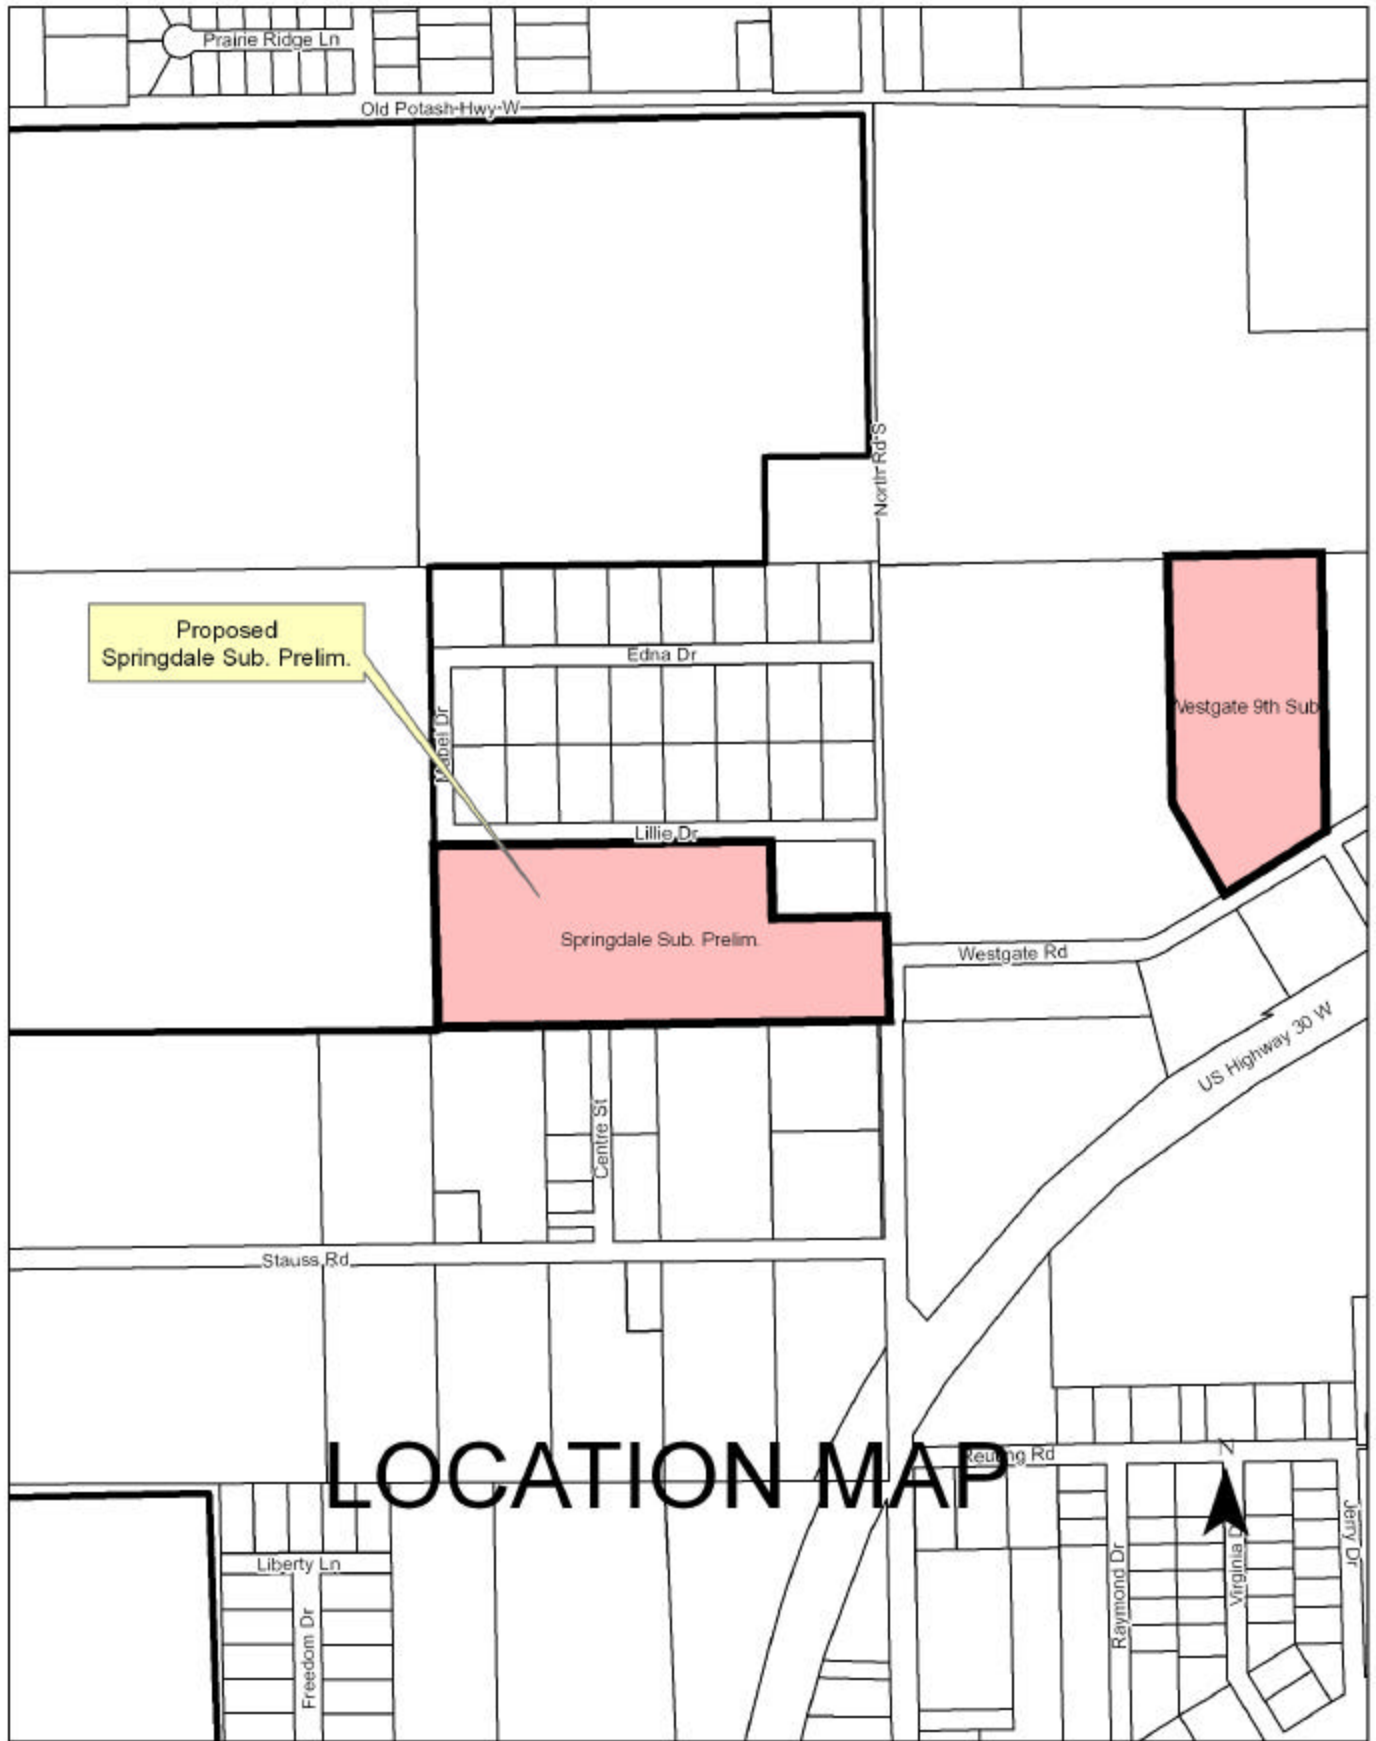 Prairie Ridge Ln
Old Potash Hwy W
North Rd S
Proposed
Springdale Sub. Prelim.
Edna Dr
Mabel Dr
Westgate 9th Sub
Lillie Dr
Springdale Sub. Prelim.
Westgate Rd
US Highway 30 W
Centre St
Stauss Rd
LOCATION MAP
Reuting Rd
N
Jerry Dr
Virginia D
Raymond Dr
Liberty Ln
Freedom Dr